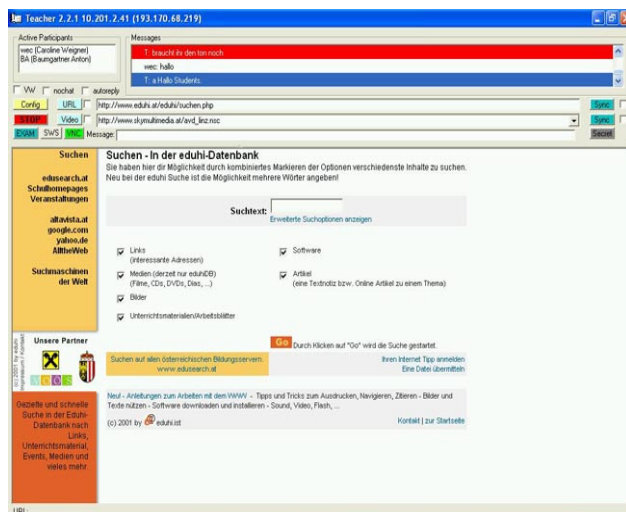 Teacher 2.2.1 10.201.2.41 (193.170.68.219)
Active Participants
wec (Caroline Weigner)
BA (Baumgartner Anton)
Messages
T: braucht ihr den ton noch
wec: hallo
T: a Hallo Students.
VW nochat autoreply
Config URL http://www.eduhi.at/eduhi/suchen.php Sync
STOP Video http://www.skymultimedia.at/avd_linz.nsc Sync
EXAM SWS VNC Message: Secret
Suchen
edusearch.at
Schulhomepages
Veranstaltungen
altavista.at
google.com
yahoo.de
AlltheWeb
Suchmaschinen
der Welt
Suchen - In der eduhi-Datenbank
Sie haben hier dir Möglichkeit durch kombiniertes Markieren der Optionen verschiedenste Inhalte zu suchen.
Neu bei der eduhi Suche ist die Möglichkeit mehrere Wörter angeben!
Suchtext:
Erweiterte Suchoptionen anzeigen
Links
(interessante Adressen)
Software
Medien (derzeit nur eduhiDB)
(Filme, CDs, DVDs, Dias, ...)
Artikel
(eine Textnotiz bzw. Online Artikel zu einem Thema)
Bilder
Unterrichtsmaterialien/Arbeitsblätter
Go Durch Klicken auf "Go" wird die Suche gestartet.
Unsere Partner
(c) 2001 by eduhi
Impressum / Kontakt
Suchen auf allen österreichischen Bildungsservern.
www.edusearch.at
Ihren Internet Tipp anmelden
Eine Datei übermitteln
Gezielte und schnelle
Suche in der Eduhi-
Datenbank nach
Links,
Unterrichtsmaterial,
Events, Medien und
vieles mehr.
Neu! - Anleitungen zum Arbeiten mit dem WWW - Tipps und Tricks zum Ausdrucken, Navigieren, Zitieren - Bilder und
Texte nützen - Software downloaden und installieren - Sound, Video, Flash, ...
(c) 2001 by eduhi.ist
Kontakt | zur Startseite
URL: